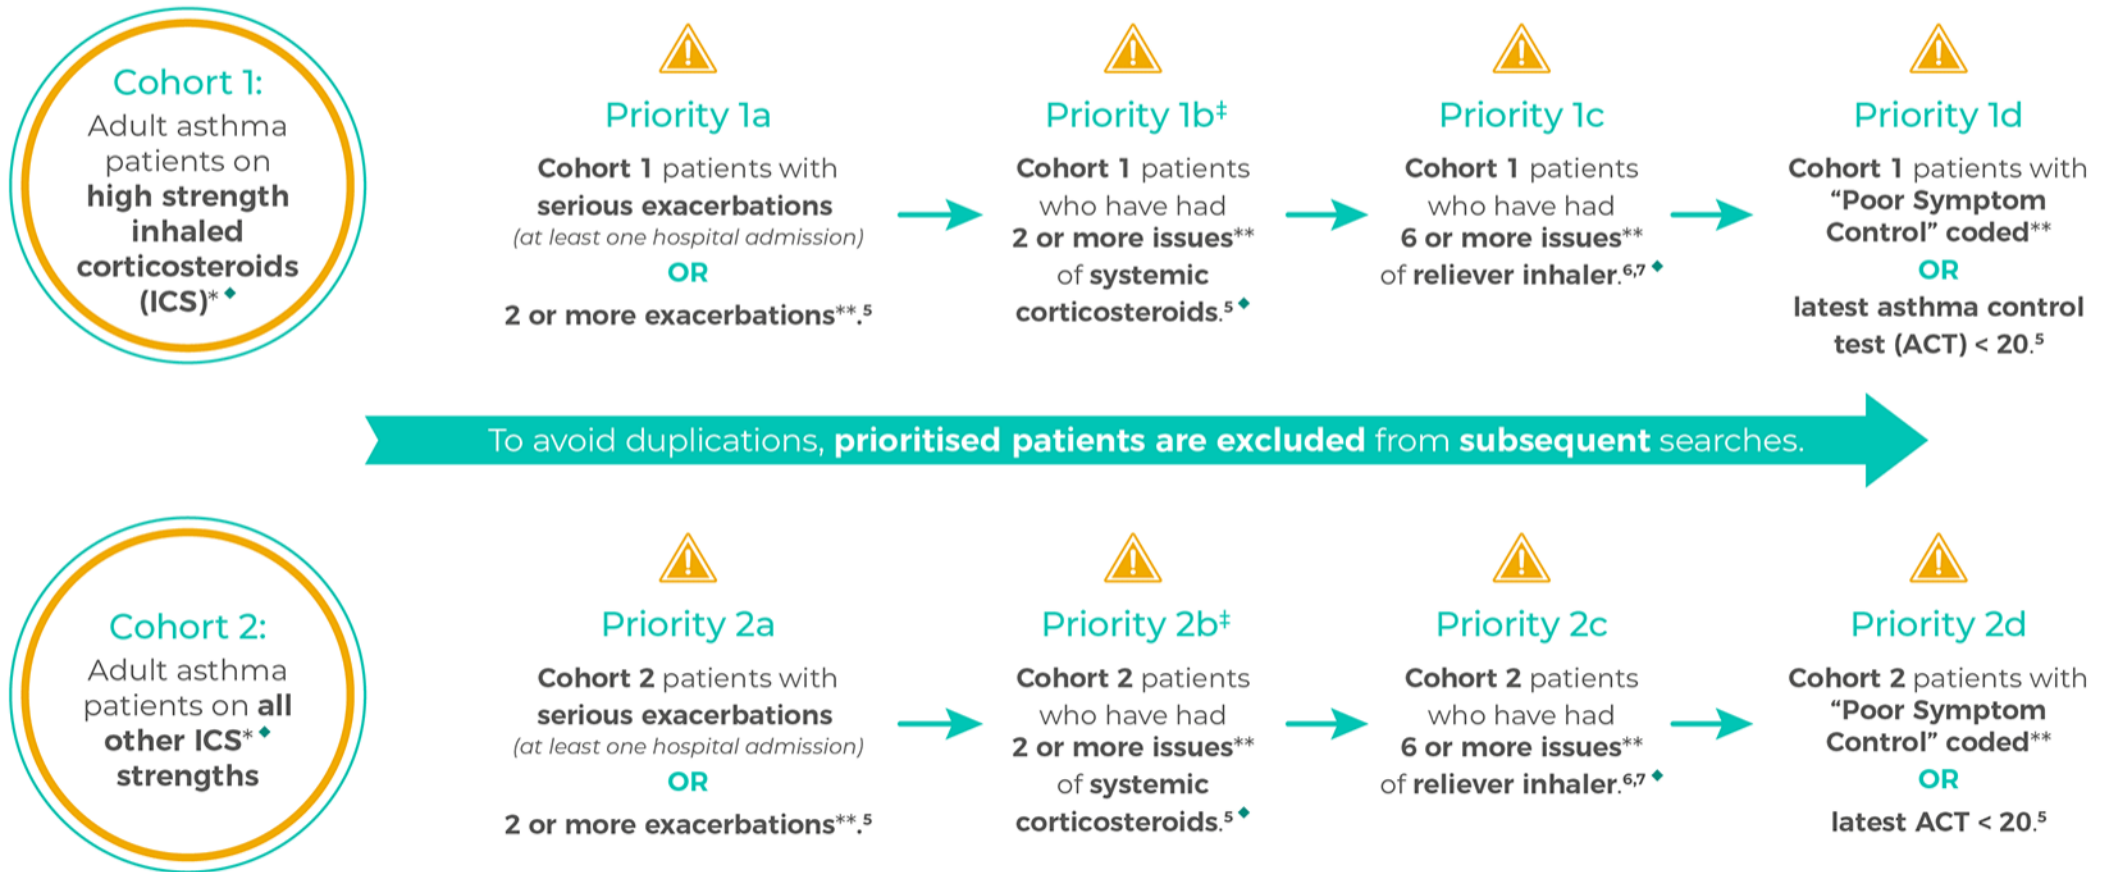 Cohort 1:
Adult asthma
patients on
high strength
inhaled
corticosteroids
(ICS)*◆
Priority 1a
Cohort 1 patients with
serious exacerbations
(at least one hospital admission)
OR
2 or more exacerbations**.⁵
Priority 1b‡
Cohort 1 patients
who have had
2 or more issues**
of systemic
corticosteroids.⁵◆
Priority 1c
Cohort 1 patients
who have had
6 or more issues**
of reliever inhaler.⁶,⁷◆
Priority 1d
Cohort 1 patients with
“Poor Symptom
Control” coded**
OR
latest asthma control
test (ACT) < 20.⁵
To avoid duplications, prioritised patients are excluded from subsequent searches.
Cohort 2:
Adult asthma
patients on all
other ICS*◆
strengths
Priority 2a
Cohort 2 patients with
serious exacerbations
(at least one hospital admission)
OR
2 or more exacerbations**.⁵
Priority 2b‡
Cohort 2 patients
who have had
2 or more issues**
of systemic
corticosteroids.⁵◆
Priority 2c
Cohort 2 patients
who have had
6 or more issues**
of reliever inhaler.⁶,⁷◆
Priority 2d
Cohort 2 patients with
“Poor Symptom
Control” coded**
OR
latest ACT < 20.⁵